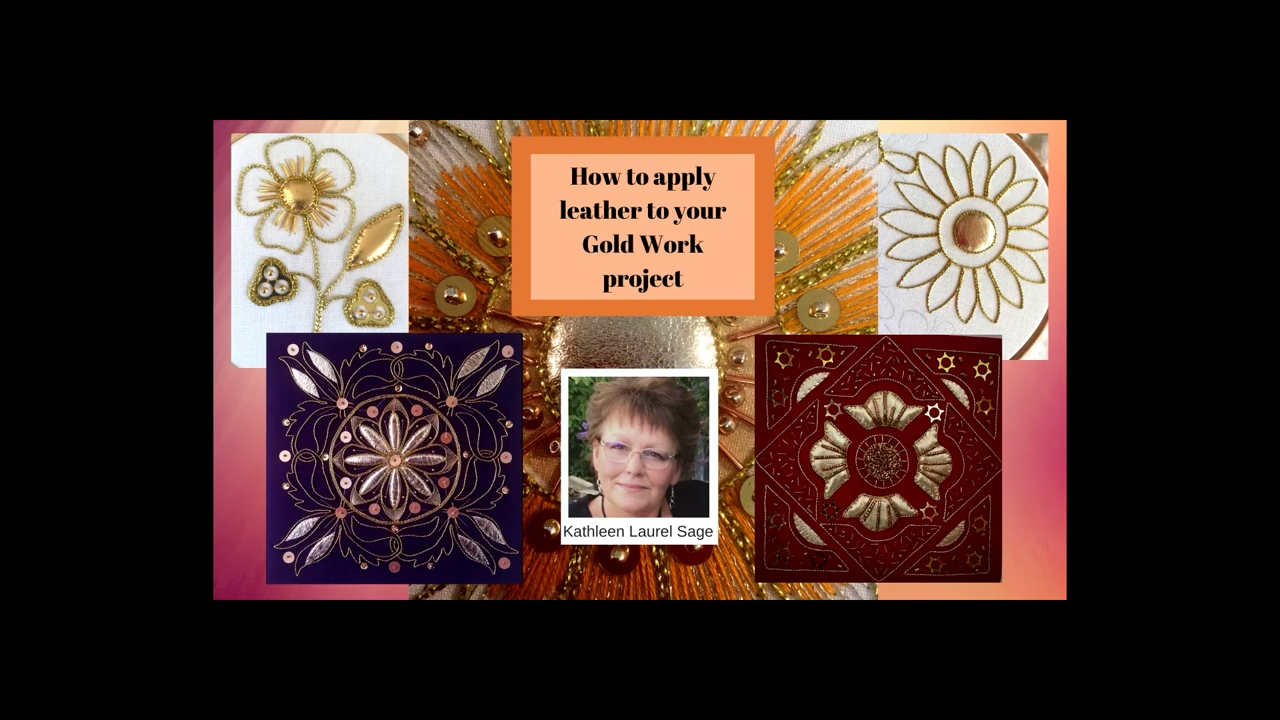 How to apply
leather to your
Gold Work
project
Kathleen Laurel Sage